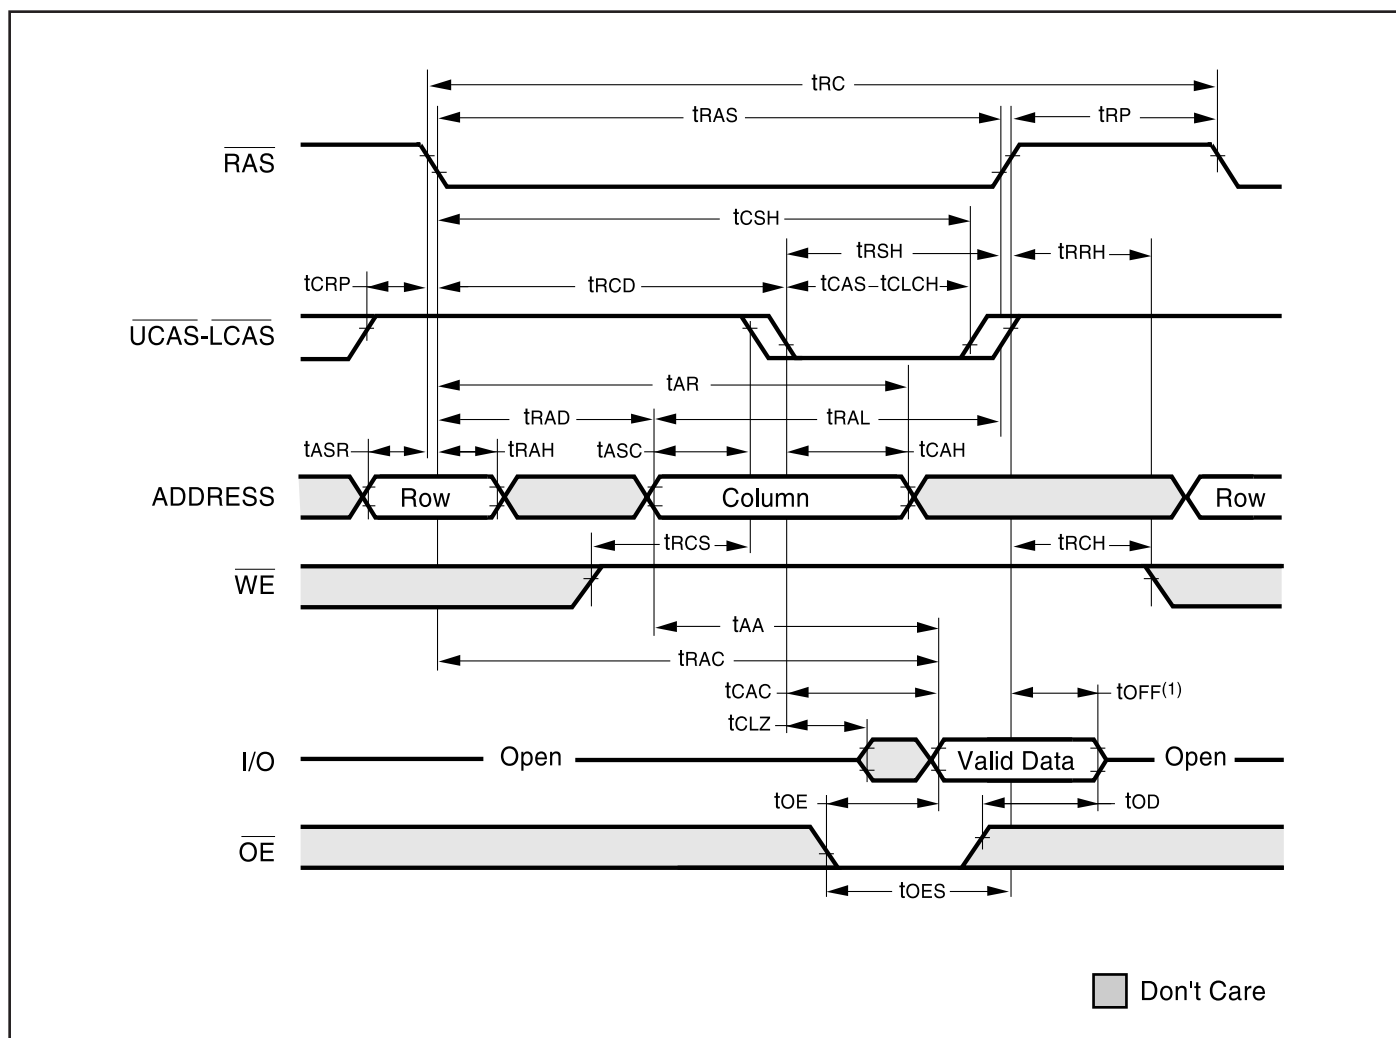 tRC
tRAS
tRP
RAS
tCSH
tRSH
tRRH
tCRP
tRCD
tCAS
tCLCH
UCAS-LCAS
tAR
tRAD
tRAL
tASR
tRAH
tASC
tCAH
ADDRESS
Row
Column
Row
tRCS
tRCH
WE
tAA
tRAC
tCAC
tOFF(1)
tCLZ
I/O
Open
Valid Data
Open
tOE
tOD
OE
tOES
Don't Care